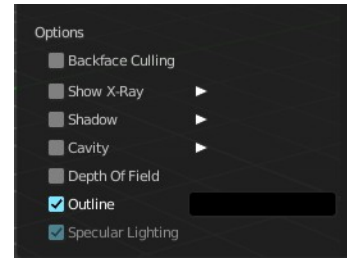 Options
Backface Culling
Show X-Ray
Shadow
Cavity
Depth Of Field
Outline
Specular Lighting